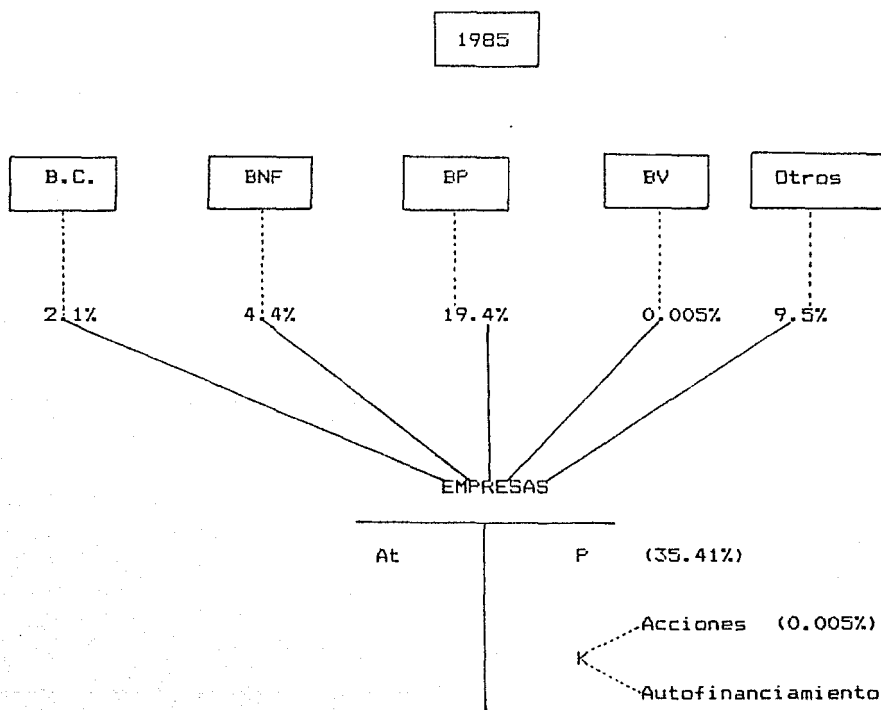 1985
B.C. BNF BP BV Otros
2.1% 4.4% 19.4% 0.005% 9.5%
EMPRESAS
At P (35.41%)
Acciones (0.005%)
K
Autofinanciamiento